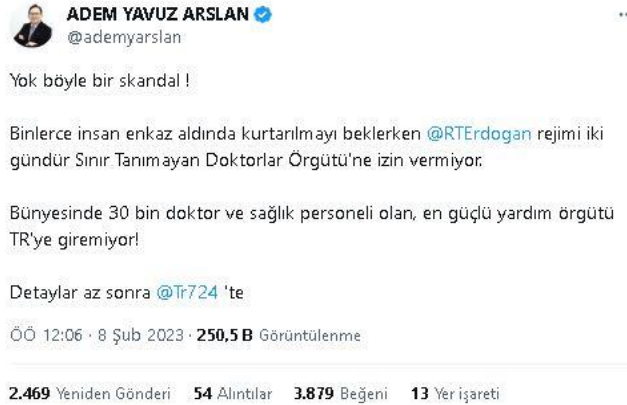 ADEM YAVUZ ARSLAN
@ademyarslan
Yok böyle bir skandal !
Binlerce insan enkaz aldında kurtarılmayı beklerken @RTErdogan rejimi iki
gündür Sınır Tanımayan Doktorlar Örgütü'ne izin vermiyor.
Bünyesinde 30 bin doktor ve sağlık personeli olan, en güçlü yardım örgütü
TR'ye giremiyor!
Detaylar az sonra @Tr724 'te
ÖÖ 12:06 · 8 Şub 2023 · 250,5 B Görüntülenme
2.469 Yeniden Gönderi 54 Alıntılar 3.879 Beğeni 13 Yer işareti